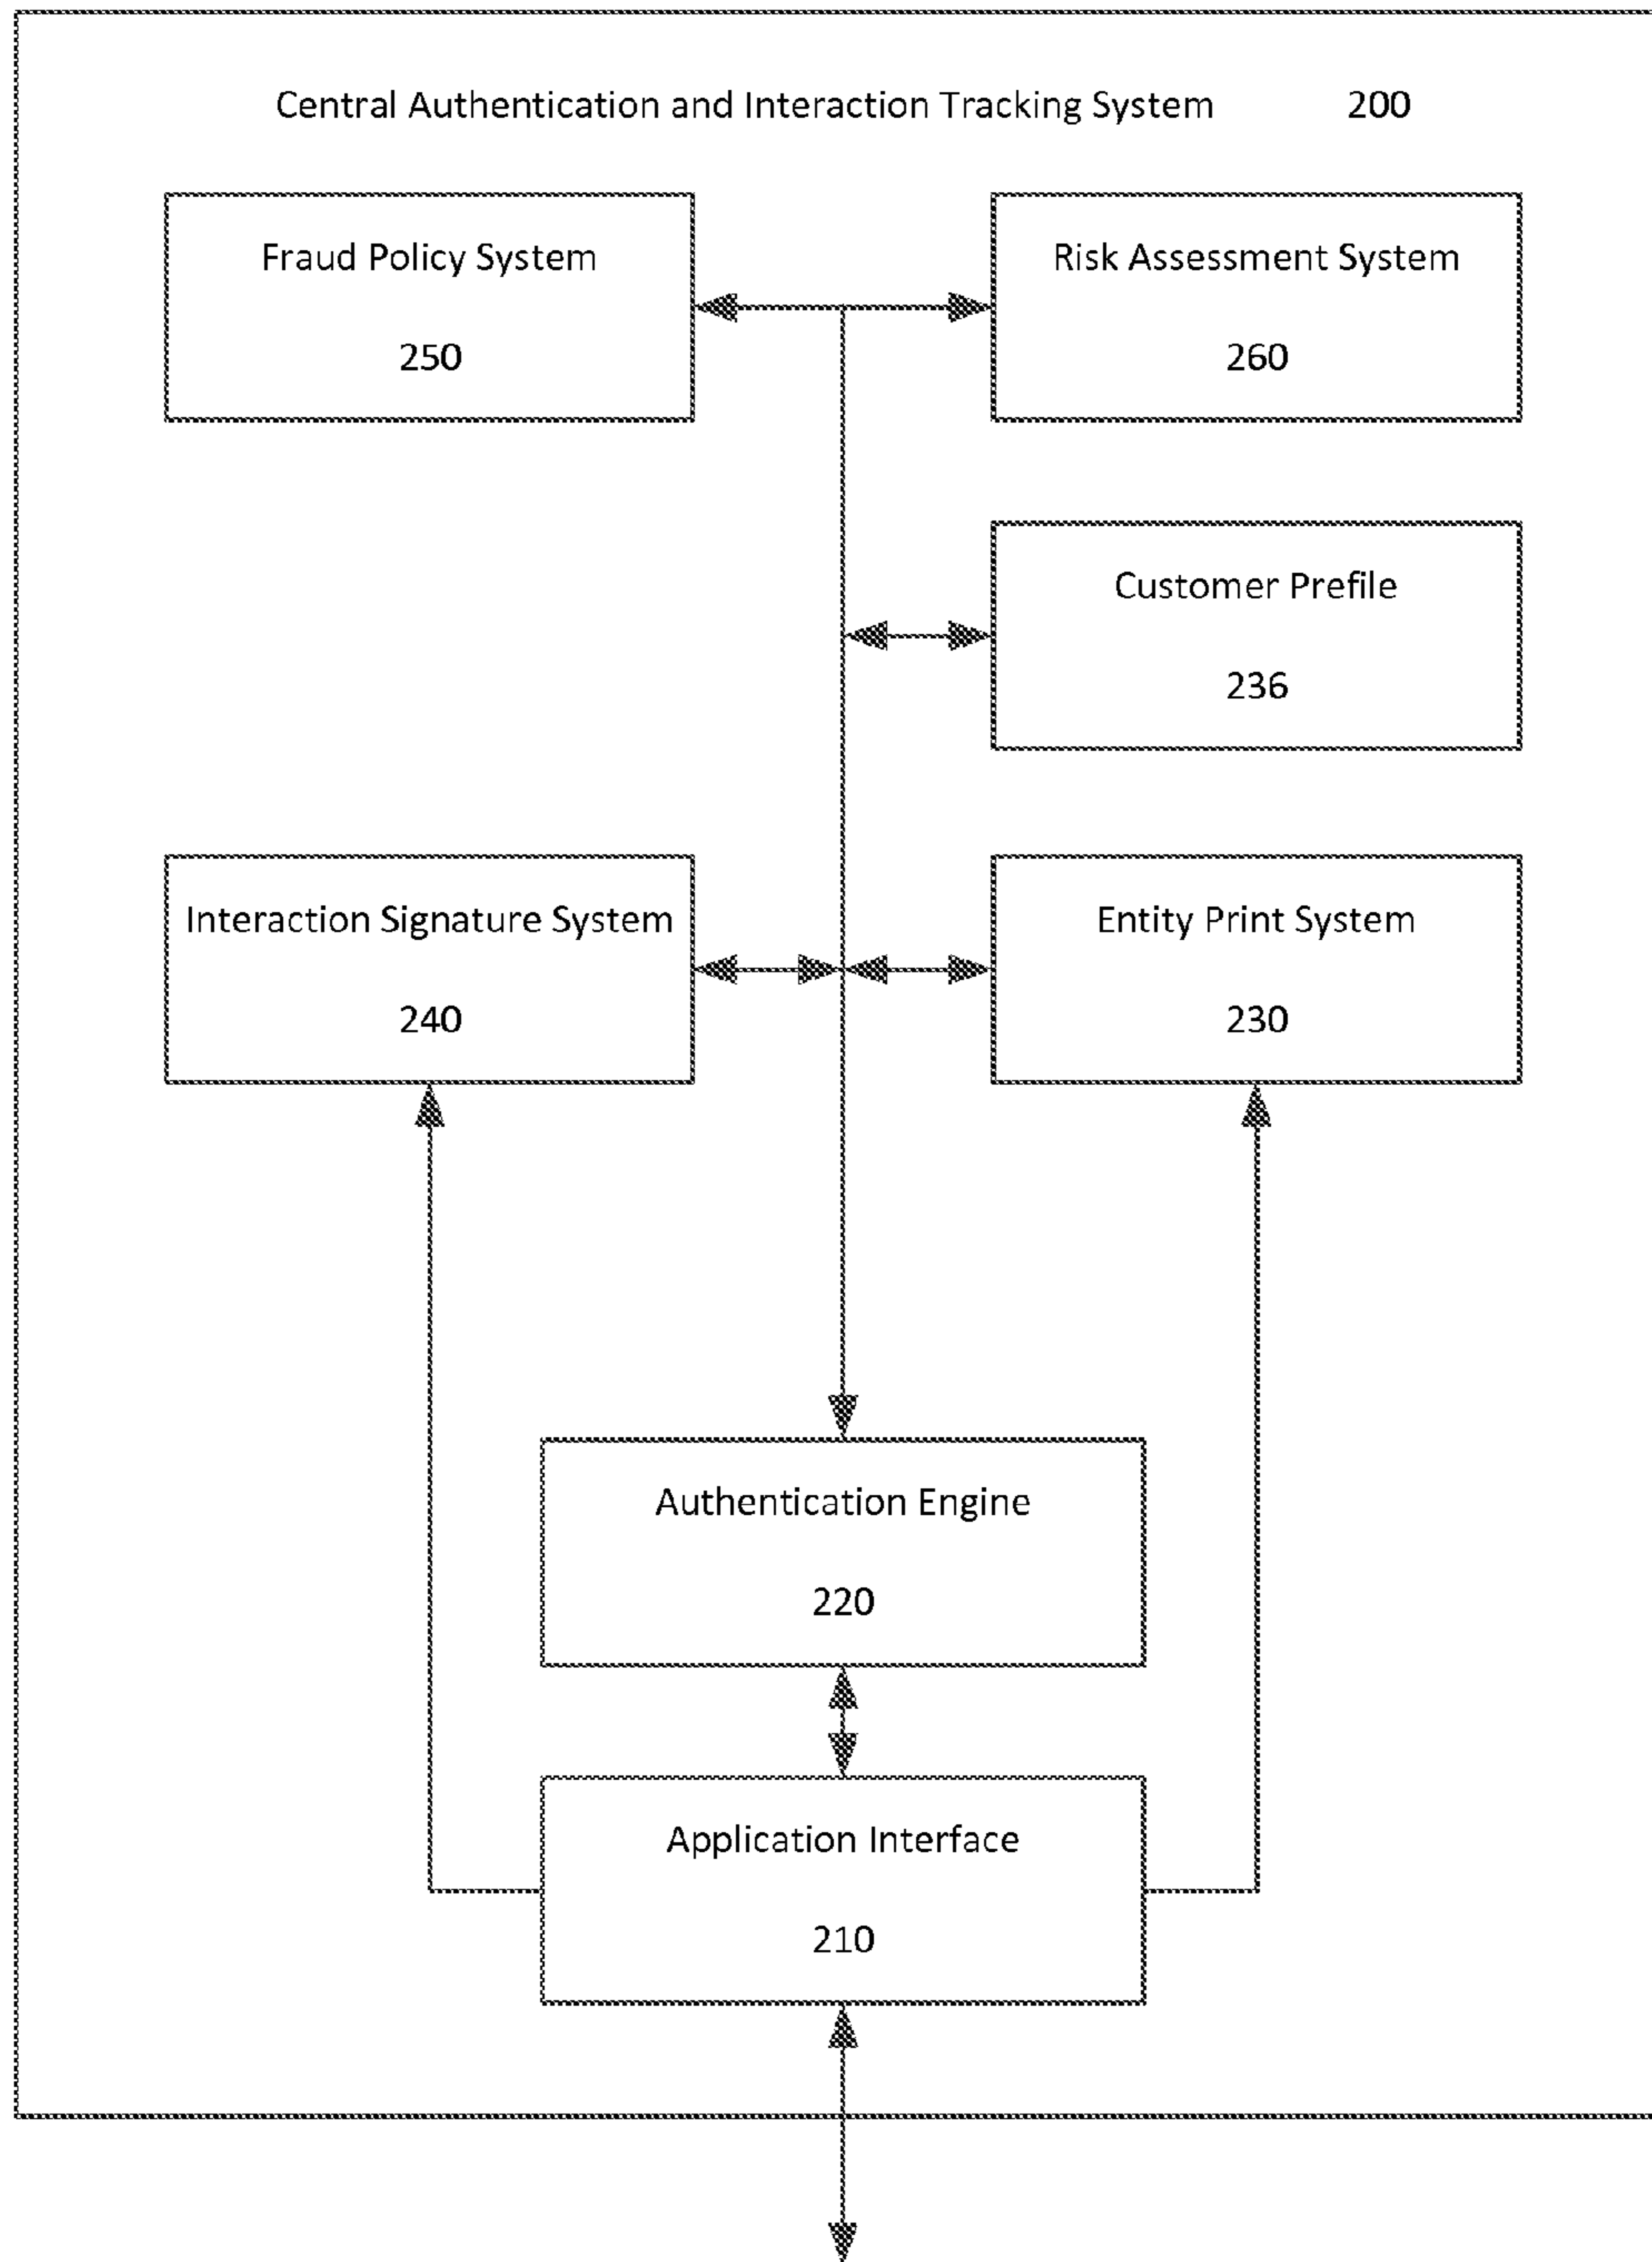 Central Authentication and Interaction Tracking System 200
Fraud Policy System
250
Risk Assessment System
260
Customer Prefile
236
Interaction Signature System
240
Entity Print System
230
Authentication Engine
220
Application Interface
210